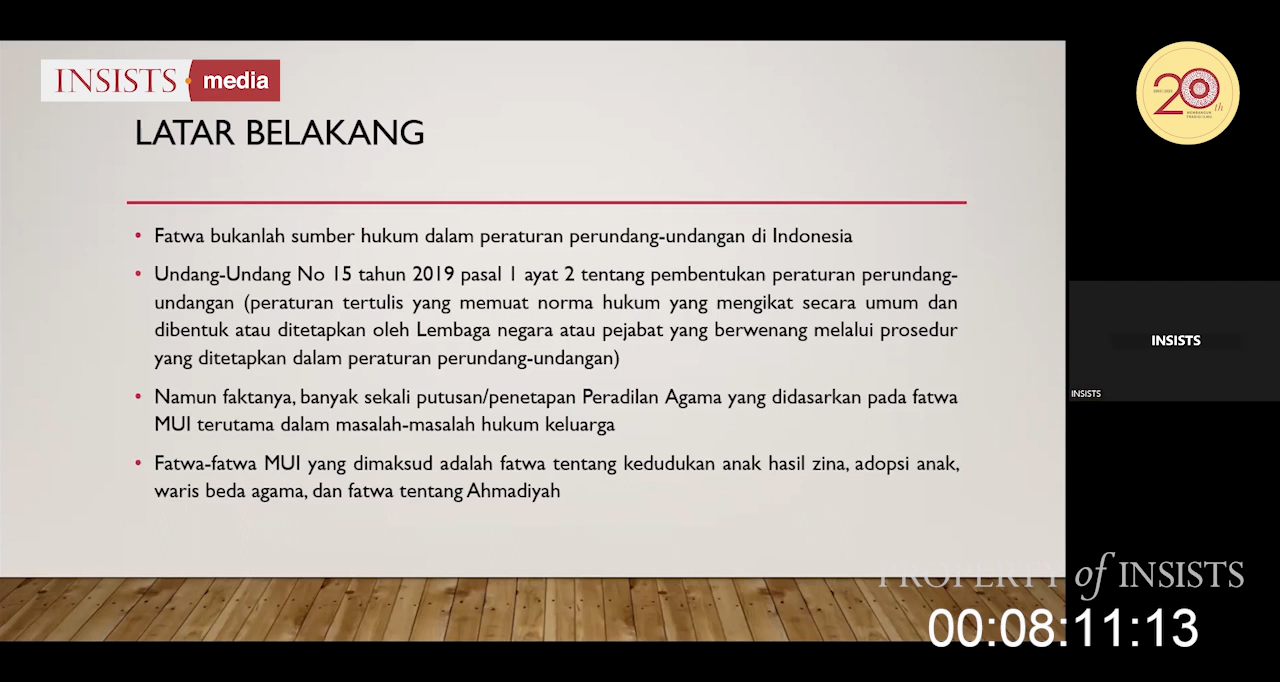 INSISTS media
LATAR BELAKANG
• Fatwa bukanlah sumber hukum dalam peraturan perundang-undangan di Indonesia
• Undang-Undang No 15 tahun 2019 pasal 1 ayat 2 tentang pembentukan peraturan perundang-
undangan (peraturan tertulis yang memuat norma hukum yang mengikat secara umum dan
dibentuk atau ditetapkan oleh Lembaga negara atau pejabat yang berwenang melalui prosedur
yang ditetapkan dalam peraturan perundang-undangan)
• Namun faktanya, banyak sekali putusan/penetapan Peradilan Agama yang didasarkan pada fatwa
MUI terutama dalam masalah-masalah hukum keluarga
• Fatwa-fatwa MUI yang dimaksud adalah fatwa tentang kedudukan anak hasil zina, adopsi anak,
waris beda agama, dan fatwa tentang Ahmadiyah
20th
INSISTS
INSISTS
PROPERTY of INSISTS
00:08:11:13